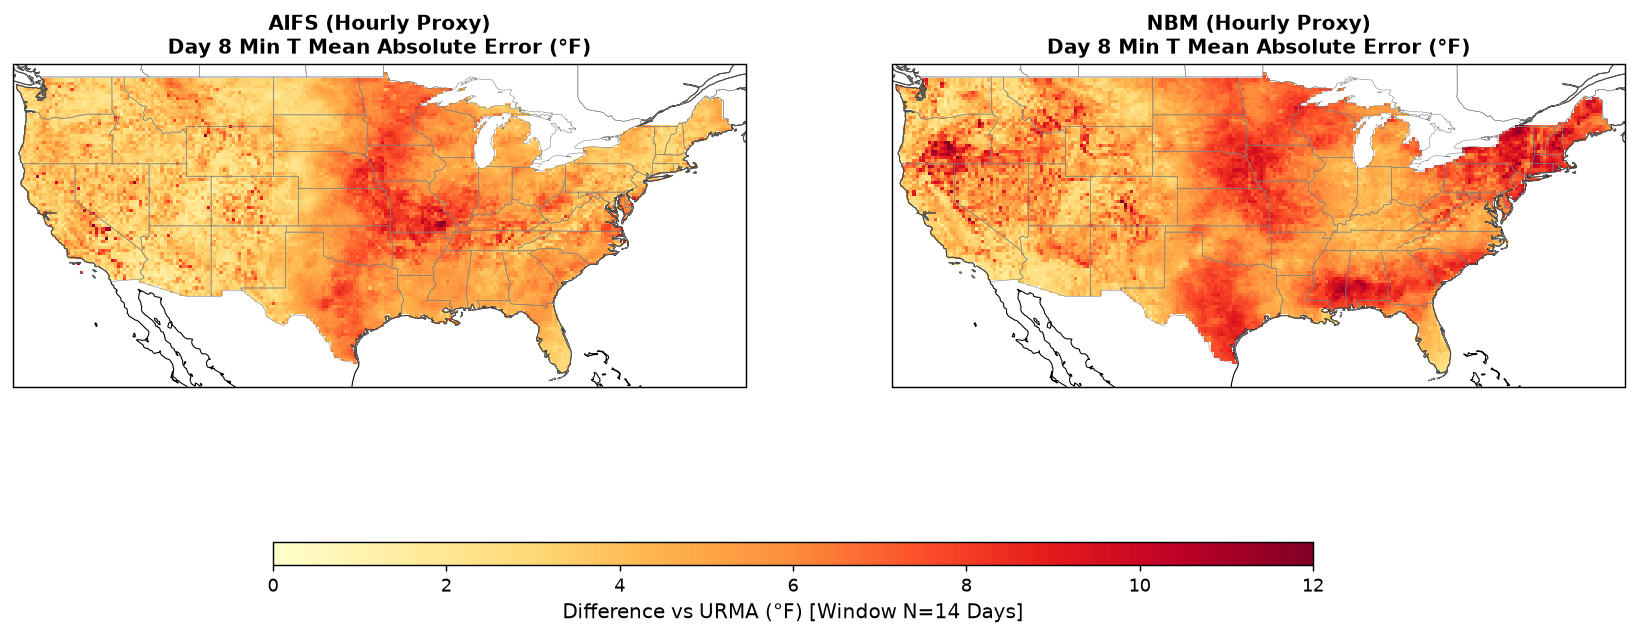 AIFS (Hourly Proxy)
Day 8 Min T Mean Absolute Error (°F)
NBM (Hourly Proxy)
Day 8 Min T Mean Absolute Error (°F)
0 2 4 6 8 10 12
Difference vs URMA (°F) [Window N=14 Days]